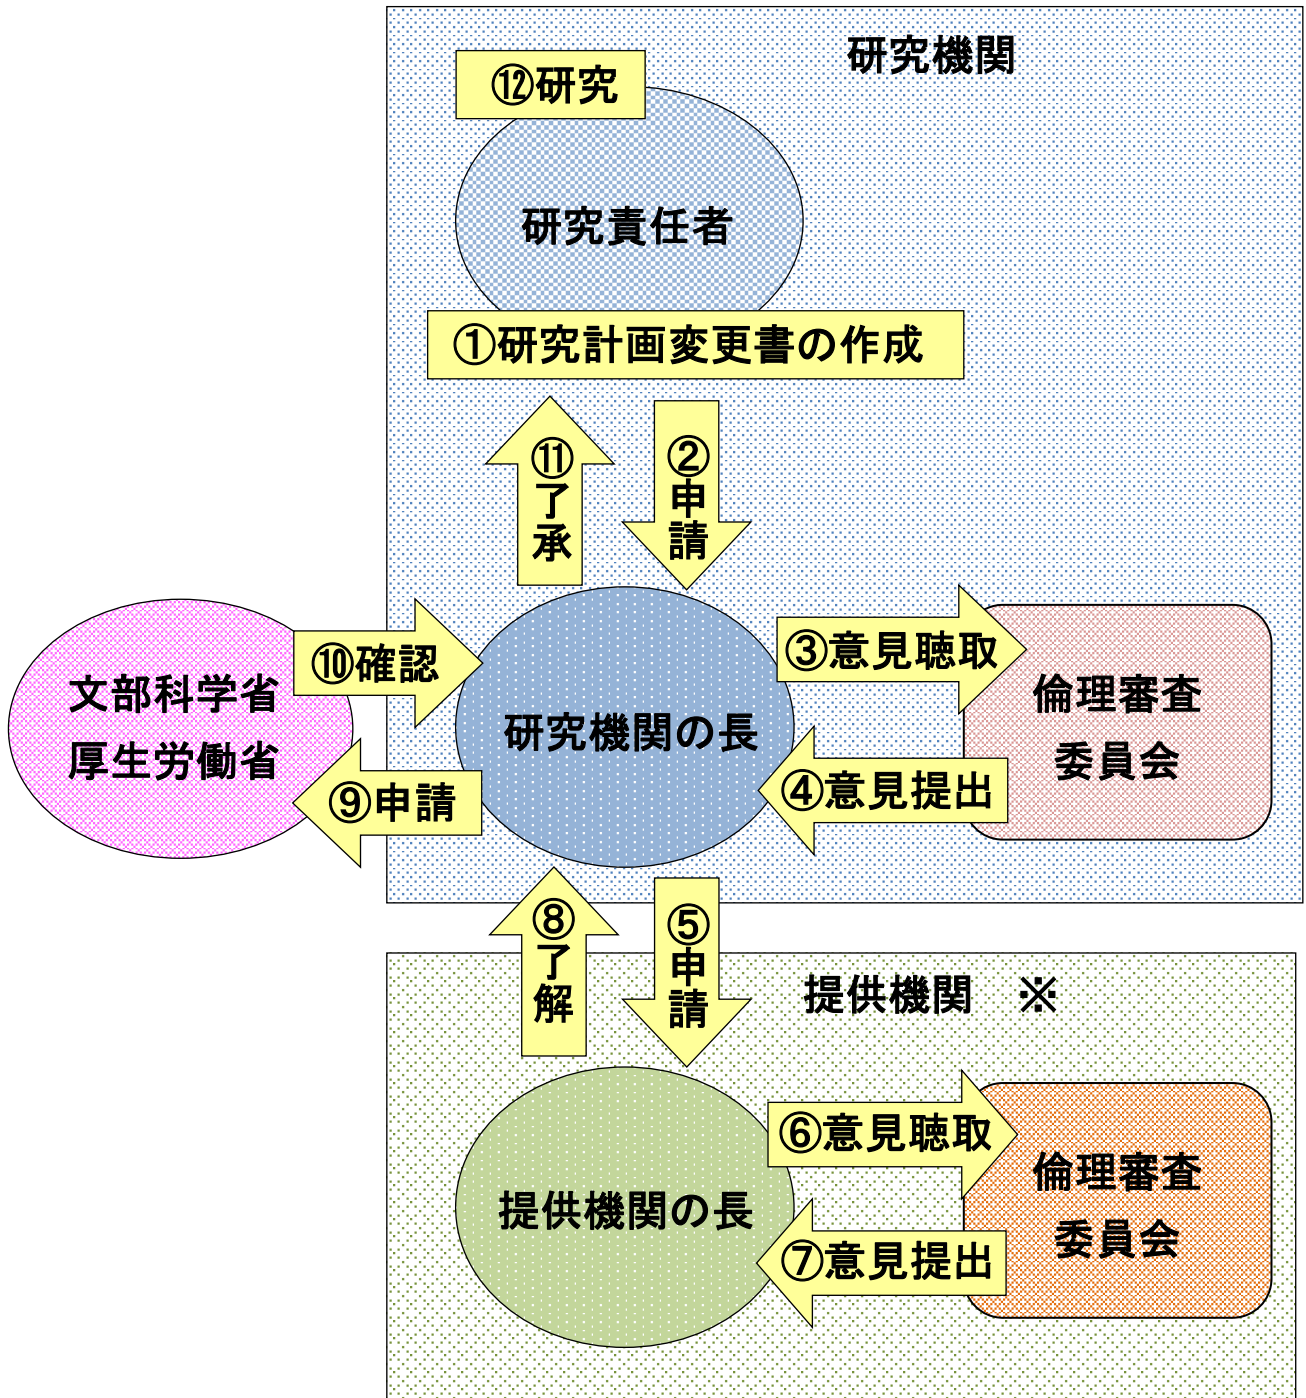 研究機関
⑫研究
研究責任者
①研究計画変更書の作成
⑪了承
②申請
⑩確認
③意見聴取
文部科学省
厚生労働省
研究機関の長
倫理審査
委員会
⑨申請
④意見提出
⑧了解
⑤申請
提供機関　※
⑥意見聴取
提供機関の長
倫理審査
委員会
⑦意見提出